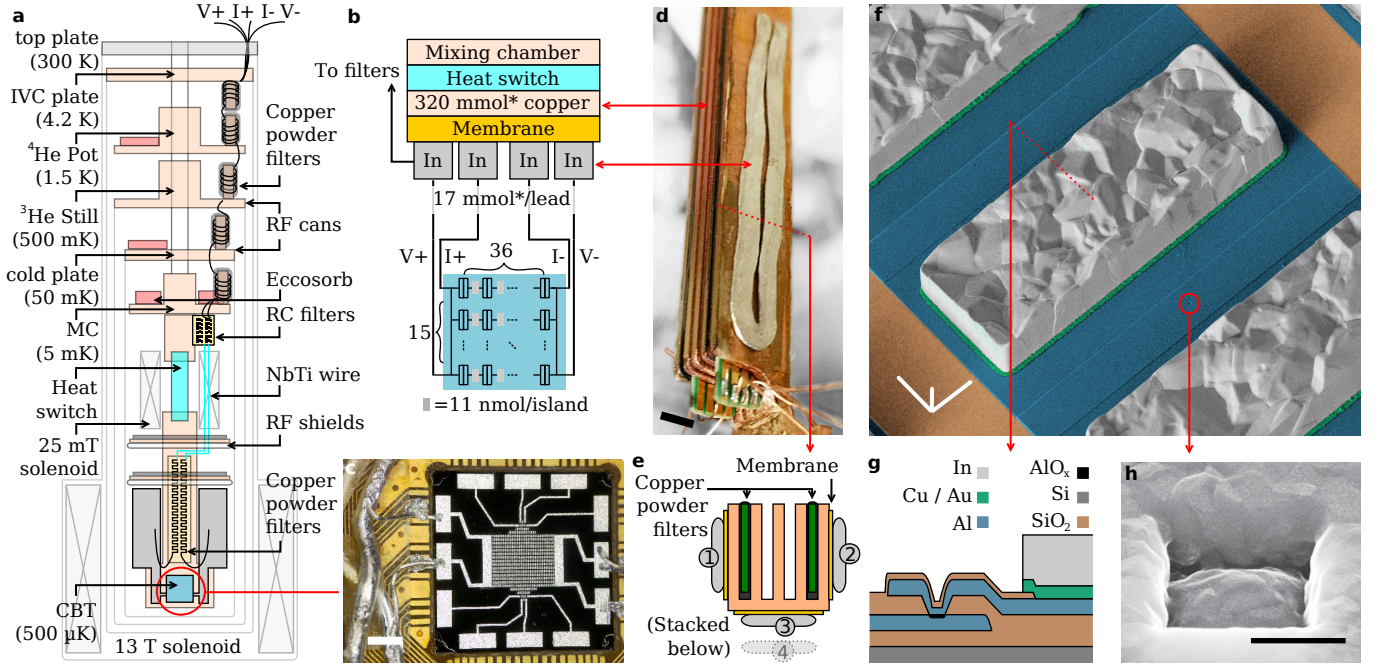 a
V+ I+ I- V-
top plate
(300 K)
IVC plate
(4.2 K)
⁴He Pot
(1.5 K)
³He Still
(500 mK)
cold plate
(50 mK)
MC
(5 mK)
Heat
switch
25 mT
solenoid
CBT
(500 µK)
13 T solenoid
Copper
powder
filters
RF cans
Eccosorb
RC filters
NbTi wire
RF shields
Copper
powder
filters
b
To filters
Mixing chamber
Heat switch
320 mmol* copper
Membrane
In In In In
17 mmol*/lead
V+ I+ 36 I- V-
15
=11 nmol/island
c
d
e
Membrane
Copper
powder
filters
1 2
3
(Stacked
below)
4
f
g
In AlOₓ
Cu / Au Si
Al SiO₂
h